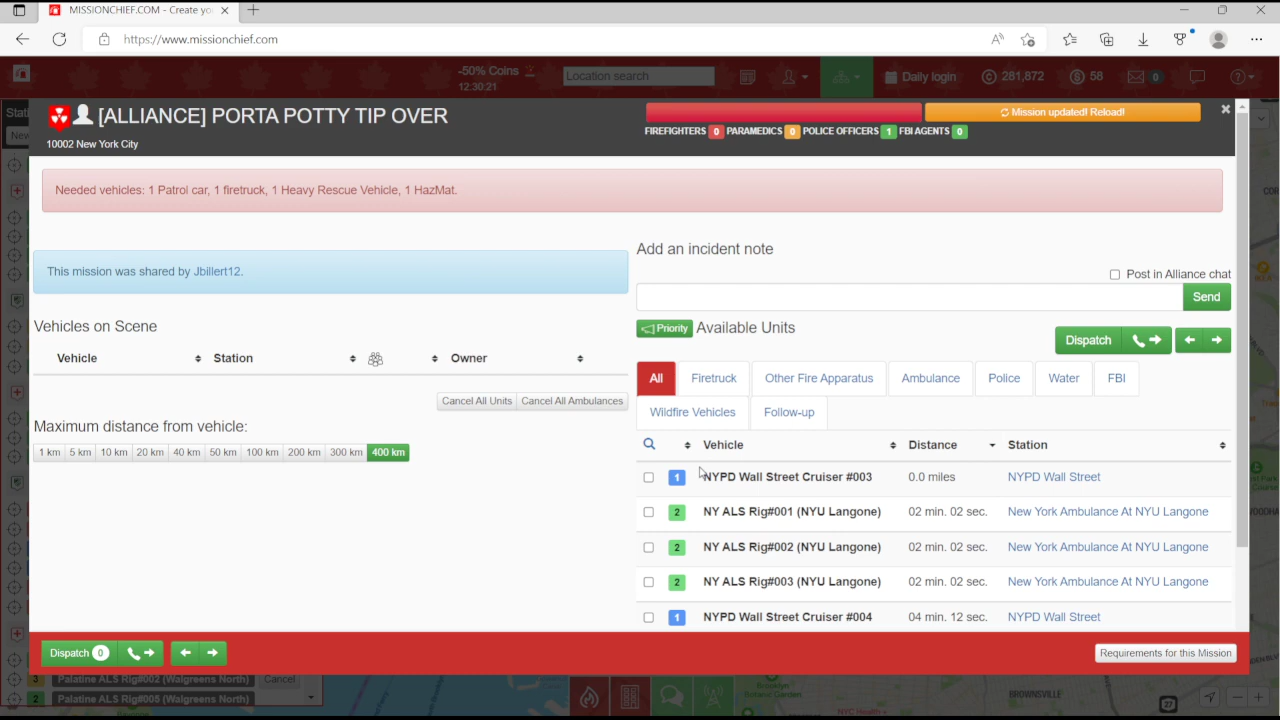 MISSIONCHIEF.COM - Create yo
https://www.missionchief.com
-50% Coins
12:30:21
Location search
Daily login
281,872
58
0
[ALLIANCE] PORTA POTTY TIP OVER
10002 New York City
Mission updated! Reload!
FIREFIGHTERS 0 PARAMEDICS 0 POLICE OFFICERS 1 FBI AGENTS 0
Needed vehicles: 1 Patrol car, 1 firetruck, 1 Heavy Rescue Vehicle, 1 HazMat.
This mission was shared by Jbillert12.
Vehicles on Scene
Vehicle Station Owner
Cancel All Units Cancel All Ambulances
Maximum distance from vehicle:
1 km 5 km 10 km 20 km 40 km 50 km 100 km 200 km 300 km 400 km
Add an incident note
Post in Alliance chat
Send
Priority Available Units
Dispatch
All Firetruck Other Fire Apparatus Ambulance Police Water FBI
Wildfire Vehicles Follow-up
Vehicle Distance Station
1 NYPD Wall Street Cruiser #003 0.0 miles NYPD Wall Street
2 NY ALS Rig#001 (NYU Langone) 02 min. 02 sec. New York Ambulance At NYU Langone
2 NY ALS Rig#002 (NYU Langone) 02 min. 02 sec. New York Ambulance At NYU Langone
2 NY ALS Rig#003 (NYU Langone) 02 min. 02 sec. New York Ambulance At NYU Langone
1 NYPD Wall Street Cruiser #004 04 min. 12 sec. NYPD Wall Street
Dispatch 0
Requirements for this Mission
3 Palatine ALS Rig#002 (Walgreens North) Cancel
2 Palatine ALS Rig#005 (Walgreens North)
Brooklyn
Botanic Garden
BROWNSVILLE
27
NYC Health+